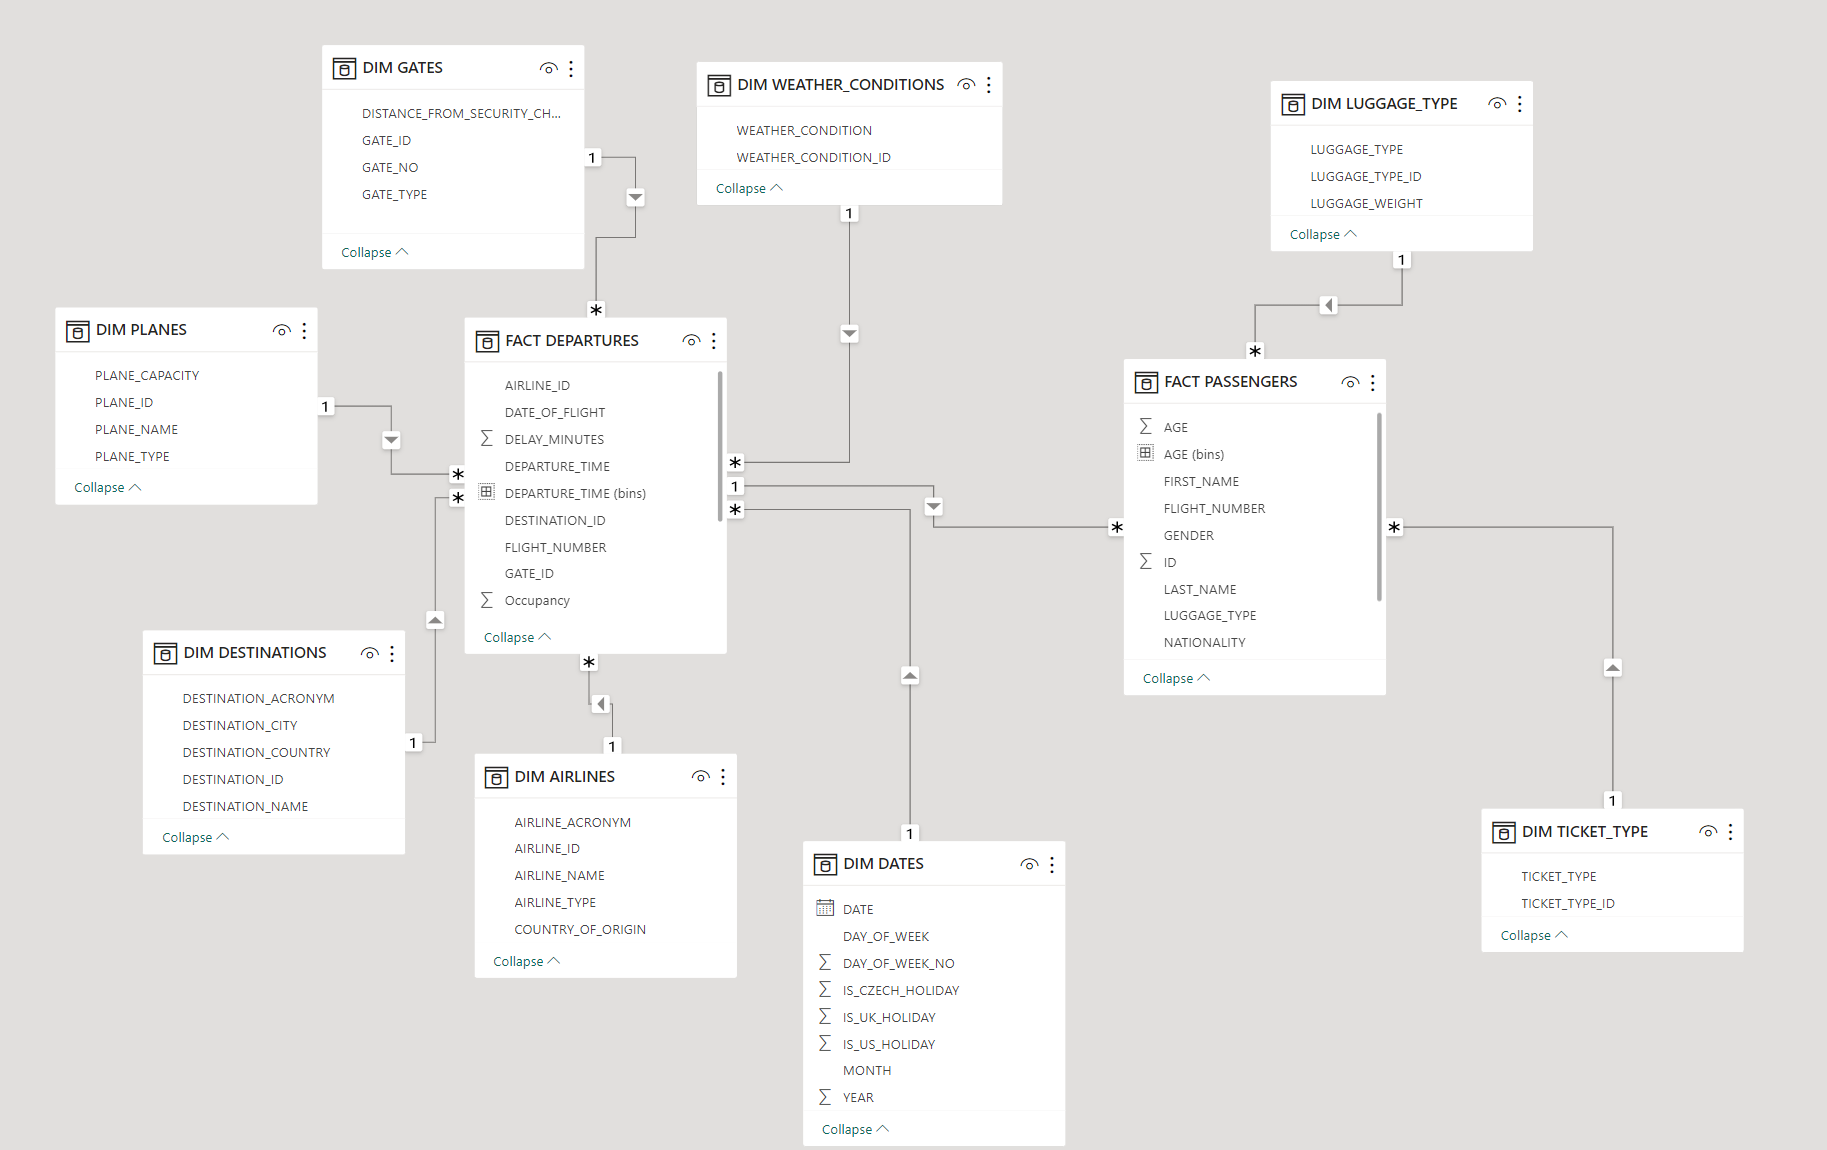 DIM GATES
DISTANCE_FROM_SECURITY_CH...
GATE_ID
GATE_NO
GATE_TYPE
Collapse
1
*
DIM WEATHER_CONDITIONS
WEATHER_CONDITION
WEATHER_CONDITION_ID
Collapse
1
*
DIM LUGGAGE_TYPE
LUGGAGE_TYPE
LUGGAGE_TYPE_ID
LUGGAGE_WEIGHT
Collapse
1
*
DIM PLANES
PLANE_CAPACITY
PLANE_ID
PLANE_NAME
PLANE_TYPE
Collapse
1
*
FACT DEPARTURES
AIRLINE_ID
DATE_OF_FLIGHT
∑ DELAY_MINUTES
DEPARTURE_TIME
DEPARTURE_TIME (bins)
DESTINATION_ID
FLIGHT_NUMBER
GATE_ID
∑ Occupancy
Collapse
1
*
FACT PASSENGERS
∑ AGE
AGE (bins)
FIRST_NAME
FLIGHT_NUMBER
GENDER
∑ ID
LAST_NAME
LUGGAGE_TYPE
NATIONALITY
Collapse
*
DIM DESTINATIONS
DESTINATION_ACRONYM
DESTINATION_CITY
DESTINATION_COUNTRY
DESTINATION_ID
DESTINATION_NAME
Collapse
1
*
DIM AIRLINES
AIRLINE_ACRONYM
AIRLINE_ID
AIRLINE_NAME
AIRLINE_TYPE
COUNTRY_OF_ORIGIN
Collapse
1
*
DIM DATES
DATE
DAY_OF_WEEK
∑ DAY_OF_WEEK_NO
∑ IS_CZECH_HOLIDAY
∑ IS_UK_HOLIDAY
∑ IS_US_HOLIDAY
MONTH
∑ YEAR
Collapse
1
*
DIM TICKET_TYPE
TICKET_TYPE
TICKET_TYPE_ID
Collapse
1